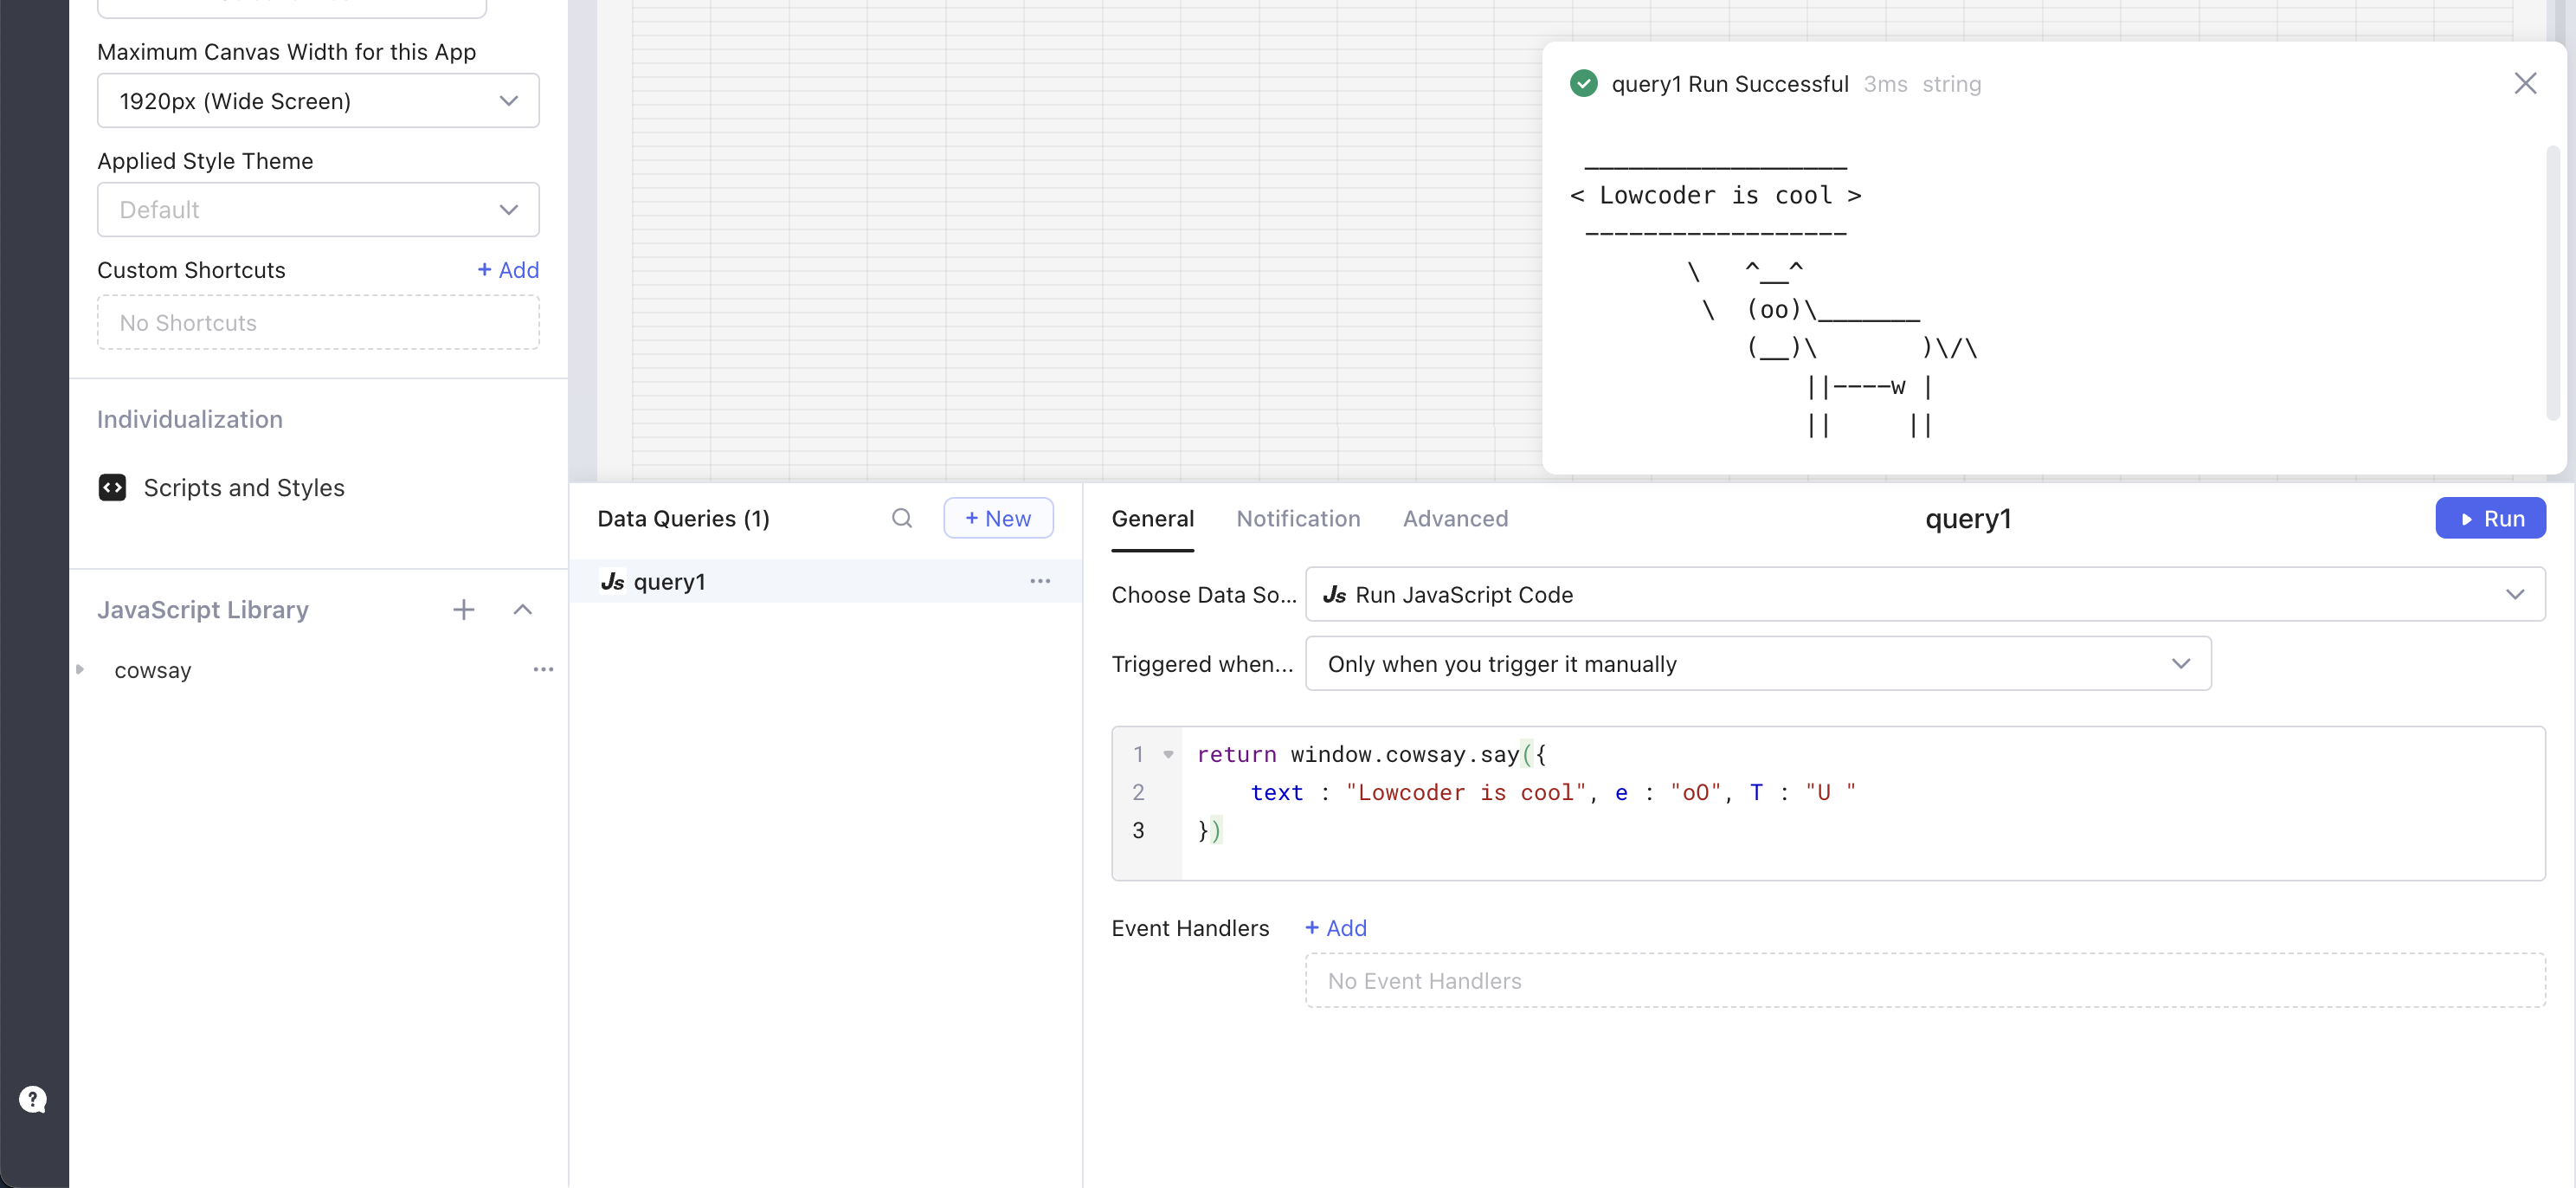 Maximum Canvas Width for this App
1920px (Wide Screen)
Applied Style Theme
Default
Custom Shortcuts
+ Add
No Shortcuts
Individualization
Scripts and Styles
JavaScript Library
cowsay
query1 Run Successful 3ms string
 __________________
< Lowcoder is cool >
 ------------------
        \   ^__^
         \  (oo)\_______
            (__)\       )\/\
                ||----w |
                ||     ||
Data Queries (1)
+ New
Js query1
General
Notification
Advanced
query1
Run
Choose Data So...
Js Run JavaScript Code
Triggered when...
Only when you trigger it manually
1 return window.cowsay.say({
2     text : "Lowcoder is cool", e : "oO", T : "U "
3 })
Event Handlers
+ Add
No Event Handlers
?